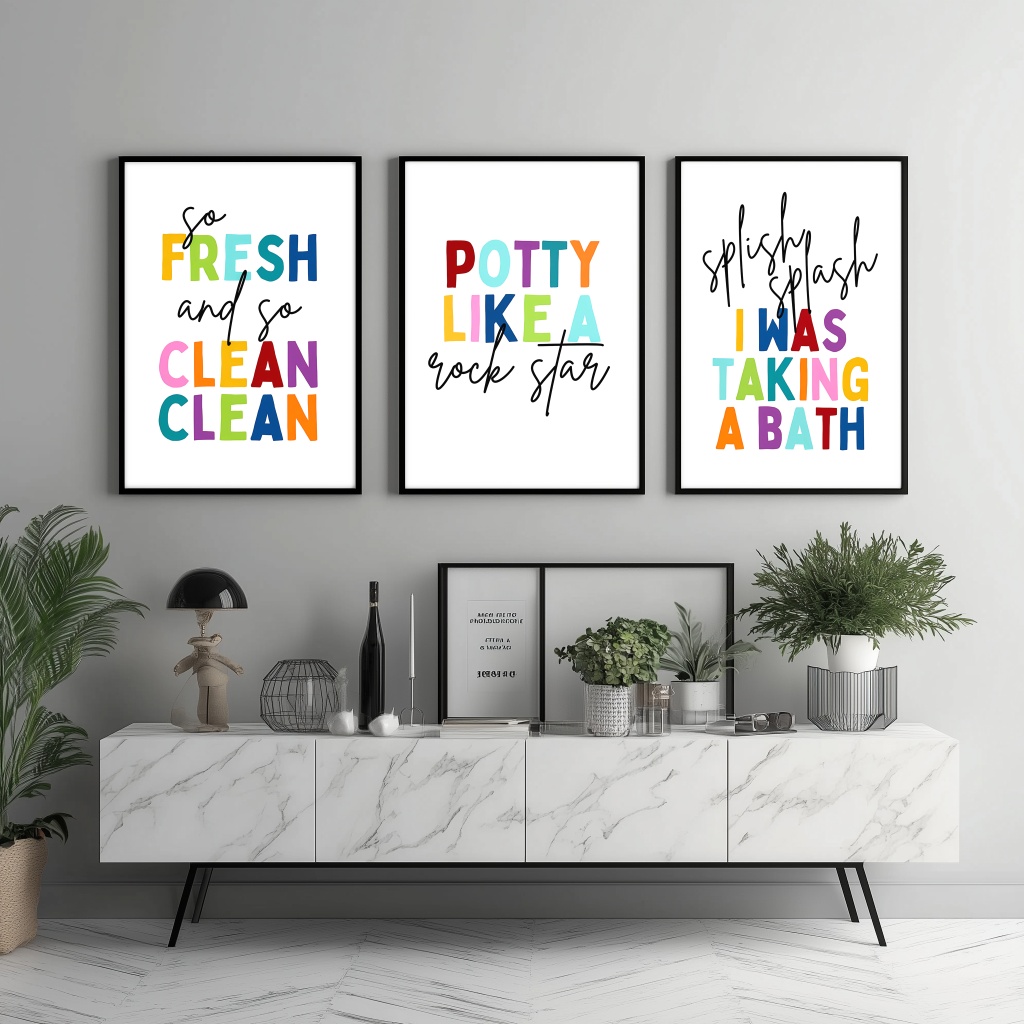 so
FRESH
and so
CLEAN
CLEAN
POTTY
LIKE A
rock star
splish
splash
I WAS
TAKING
A BATH